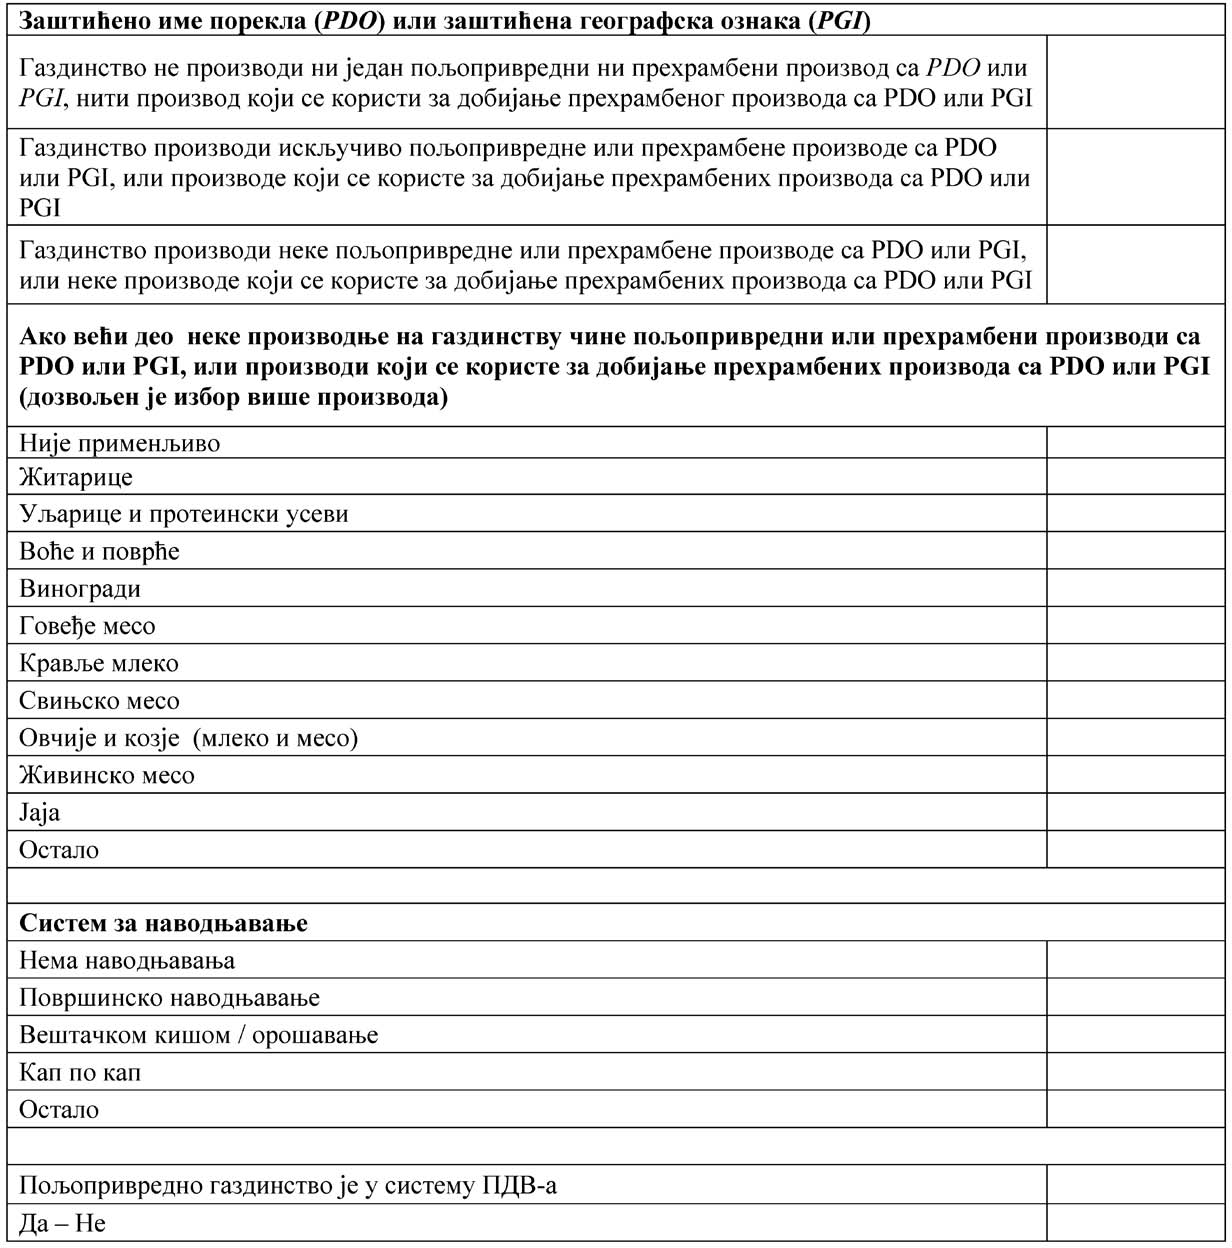 Заштићено име порекла (PDO) или заштићена географска ознака (PGI)
Газдинство не производи ни један пољопривредни ни прехрамбени производ са PDO или
PGI, нити производ који се користи за добијање прехрамбеног производа са PDO или PGI
Газдинство производи искључиво пољопривредне или прехрамбене производе са PDO
или PGI, или производе који се користе за добијање прехрамбених производа са PDO или
PGI
Газдинство производи неке пољопривредне или прехрамбене производе са PDO или PGI,
или неке производе који се користе за добијање прехрамбених производа са PDO или PGI
Ако већи део  неке производње на газдинству чине пољопривредни или прехрамбени производи са
PDO или PGI, или производи који се користе за добијање прехрамбених производа са PDO или PGI
(дозвољен је избор више производа)
Није применљиво
Житарице
Уљарице и протеински усеви
Воће и поврће
Виногради
Говеђе месо
Кравље млеко
Свињско месо
Овчије и козје  (млеко и месо)
Живинско месо
Јаја
Остало
Систем за наводњавање
Нема наводњавања
Површинско наводњавање
Вештачком кишом / орошавање
Кап по кап
Остало
Пољопривредно газдинство је у систему ПДВ-а
Да – Не